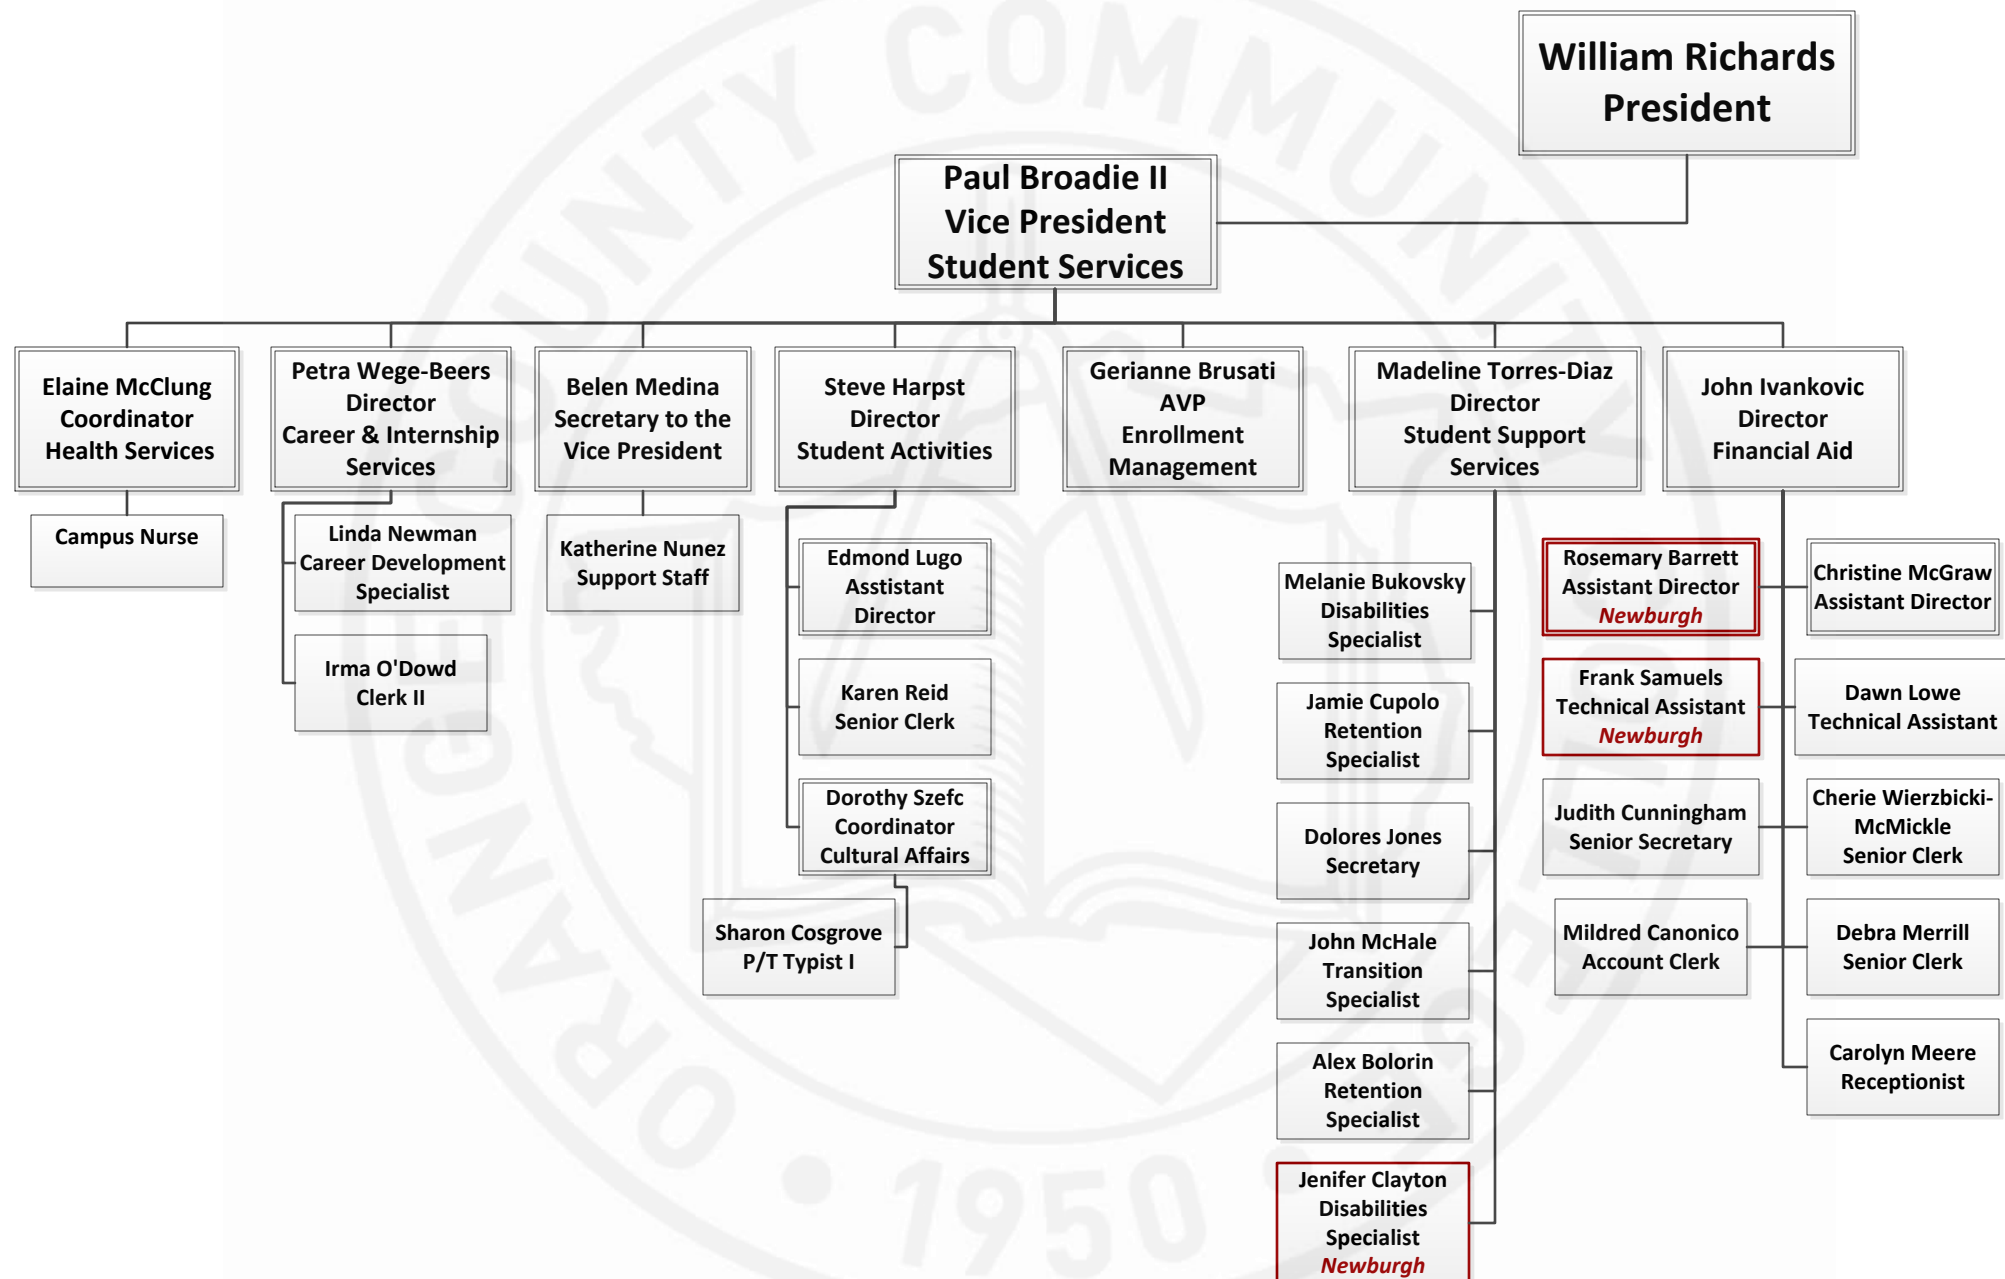 William Richards
President
Paul Broadie II
Vice President
Student Services
Elaine McClung
Coordinator
Health Services
Petra Wege-Beers
Director
Career & Internship
Services
Belen Medina
Secretary to the
Vice President
Steve Harpst
Director
Student Activities
Gerianne Brusati
AVP
Enrollment
Management
Madeline Torres-Diaz
Director
Student Support
Services
John Ivankovic
Director
Financial Aid
Campus Nurse
Linda Newman
Career Development
Specialist
Irma O'Dowd
Clerk II
Katherine Nunez
Support Staff
Edmond Lugo
Asstistant
Director
Karen Reid
Senior Clerk
Dorothy Szefc
Coordinator
Cultural Affairs
Sharon Cosgrove
P/T Typist I
Melanie Bukovsky
Disabilities
Specialist
Jamie Cupolo
Retention
Specialist
Dolores Jones
Secretary
John McHale
Transition
Specialist
Alex Bolorin
Retention
Specialist
Jenifer Clayton
Disabilities
Specialist
Newburgh
Rosemary Barrett
Assistant Director
Newburgh
Christine McGraw
Assistant Director
Frank Samuels
Technical Assistant
Newburgh
Dawn Lowe
Technical Assistant
Judith Cunningham
Senior Secretary
Cherie Wierzbicki-
McMickle
Senior Clerk
Mildred Canonico
Account Clerk
Debra Merrill
Senior Clerk
Carolyn Meere
Receptionist
ORANGE COUNTY COMMUNITY COLLEGE
1950